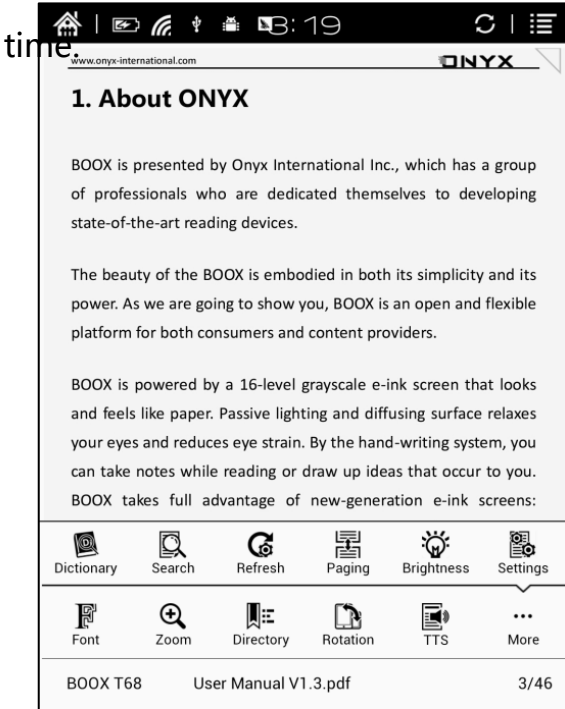 3:19
time.
www.onyx-international.com ONYX
1. About ONYX
BOOX is presented by Onyx International Inc., which has a group
of professionals who are dedicated themselves to developing
state-of-the-art reading devices.
The beauty of the BOOX is embodied in both its simplicity and its
power. As we are going to show you, BOOX is an open and flexible
platform for both consumers and content providers.
BOOX is powered by a 16-level grayscale e-ink screen that looks
and feels like paper. Passive lighting and diffusing surface relaxes
your eyes and reduces eye strain. By the hand-writing system, you
can take notes while reading or draw up ideas that occur to you.
BOOX takes full advantage of new-generation e-ink screens:
Dictionary Search Refresh Paging Brightness Settings
Font Zoom Directory Rotation TTS More
BOOX T68 User Manual V1.3.pdf 3/46